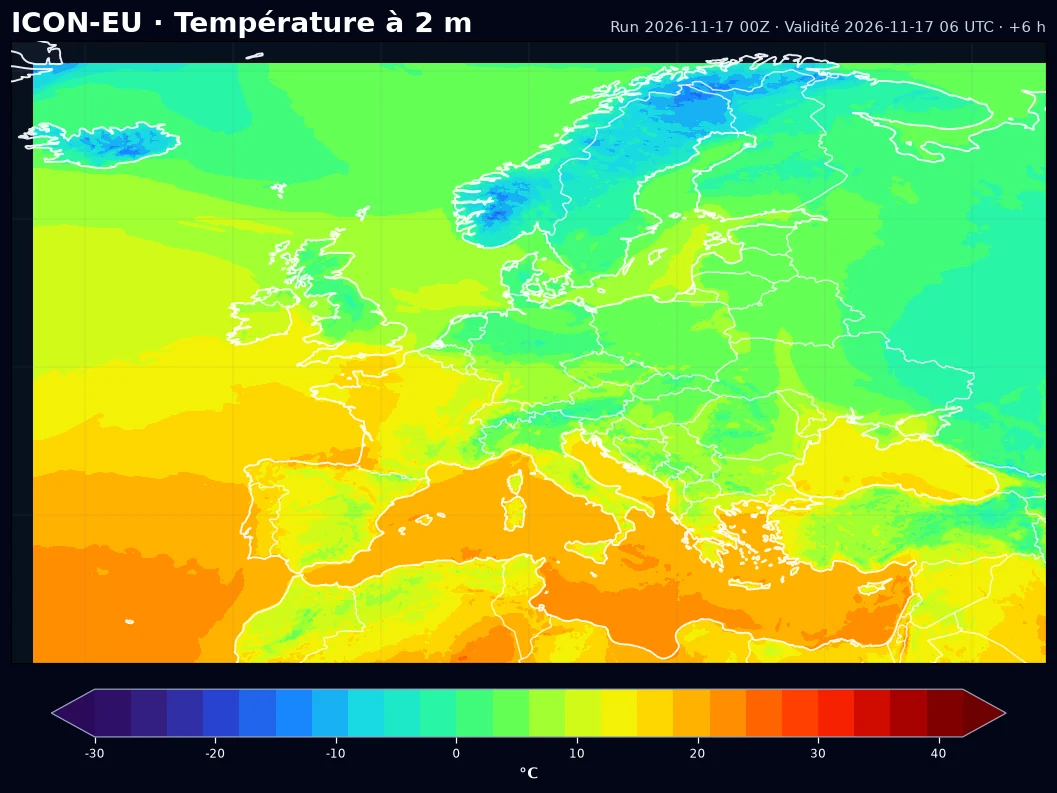 ICON-EU · Température à 2 m
Run 2026-11-17 00Z · Validité 2026-11-17 06 UTC · +6 h
-30 -20 -10 0 10 20 30 40
°C